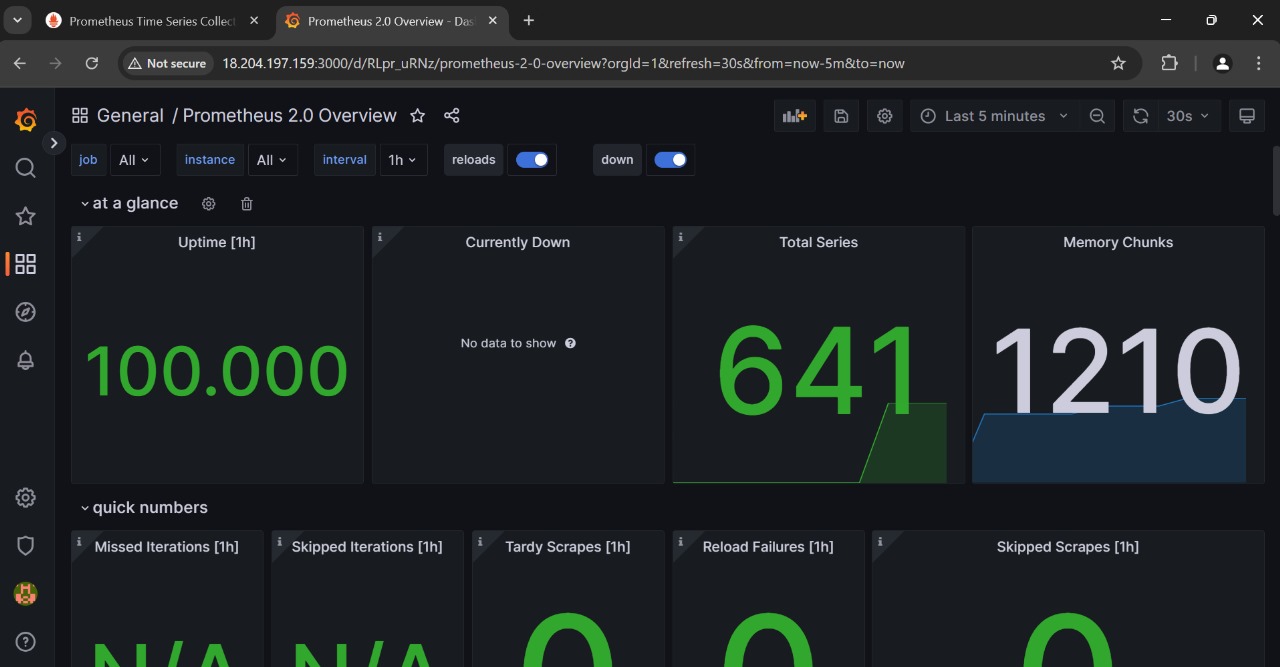 Prometheus Time Series Collect
Prometheus 2.0 Overview - Das
Not secure
18.204.197.159:3000/d/RLpr_uRNz/prometheus-2-0-overview?orgId=1&refresh=30s&from=now-5m&to=now
General / Prometheus 2.0 Overview
Last 5 minutes
30s
job All
instance All
interval 1h
reloads
down
at a glance
Uptime [1h]
Currently Down
Total Series
Memory Chunks
100.000
No data to show
641
1210
quick numbers
Missed Iterations [1h]
Skipped Iterations [1h]
Tardy Scrapes [1h]
Reload Failures [1h]
Skipped Scrapes [1h]
N/A
N/A
0
0
0